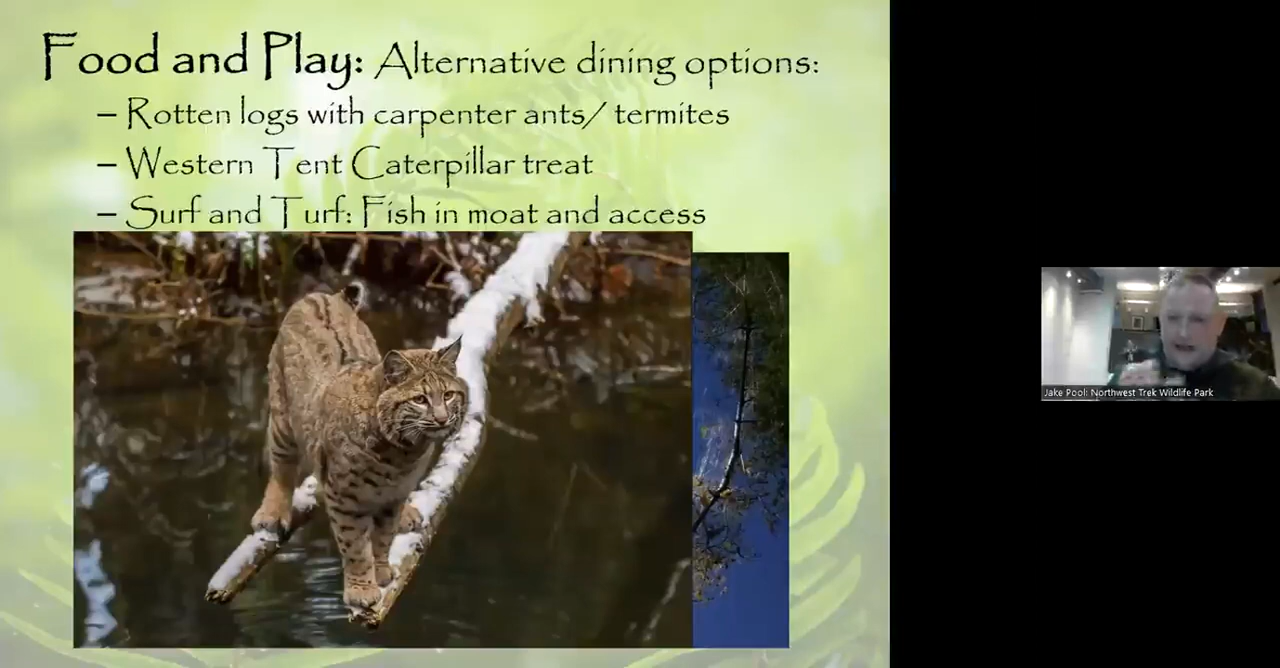 Food and Play: Alternative dining options:
– Rotten logs with carpenter ants/ termites
– Western Tent Caterpillar treat
– Surf and Turf: Fish in moat and access
Jake Pool: Northwest Trek Wildlife Park